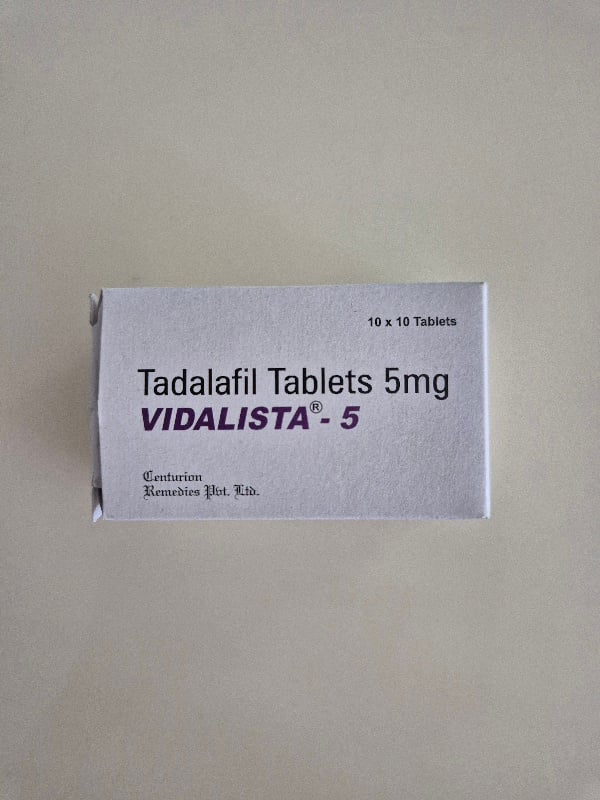 10 x 10 Tablets
Tadalafil Tablets 5mg
VIDALISTA® - 5
Centurion
Remedies Pvt. Ltd.